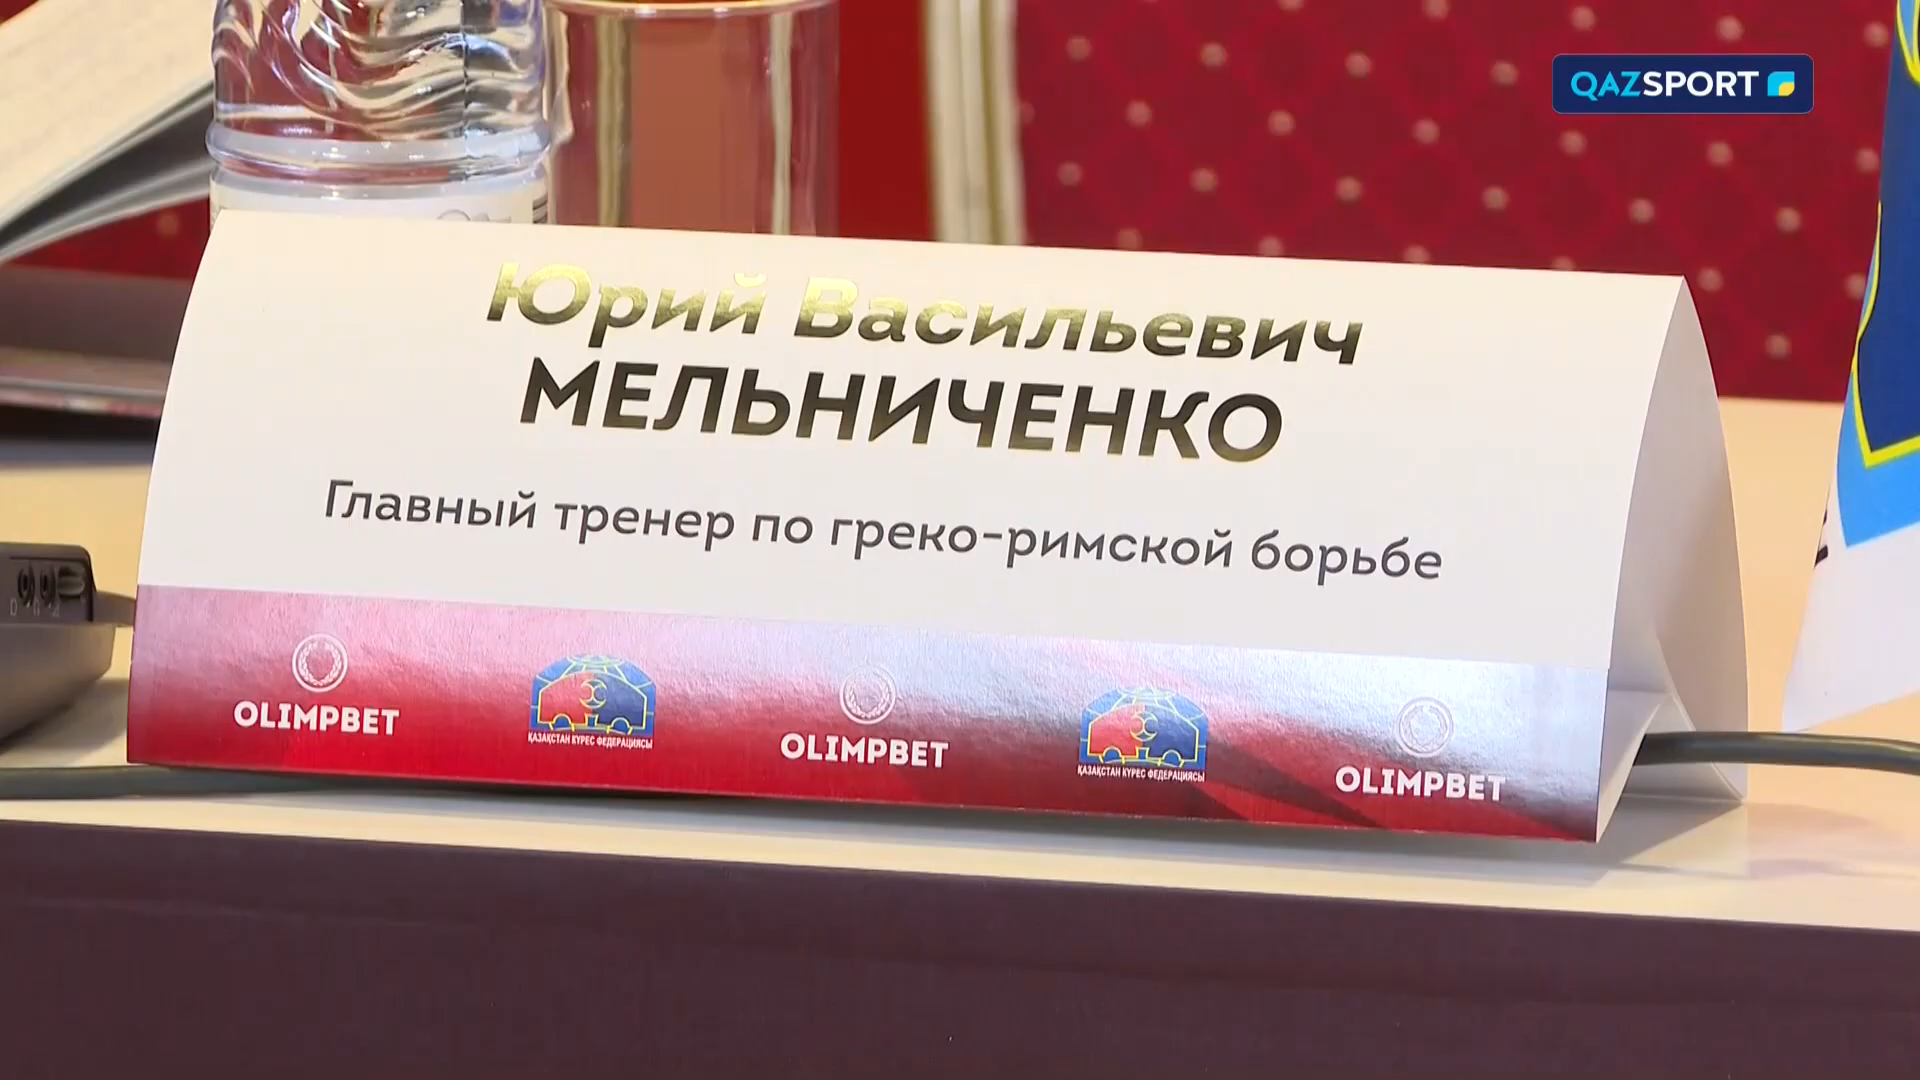 QAZSPORT
Юрий Васильевич
МЕЛЬНИЧЕНКО
Главный тренер по греко-римской борьбе
OLIMPBET
ҚАЗАҚСТАН КҮРЕС ФЕДЕРАЦИЯСЫ
OLIMPBET
ҚАЗАҚСТАН КҮРЕС ФЕДЕРАЦИЯСЫ
OLIMPBET